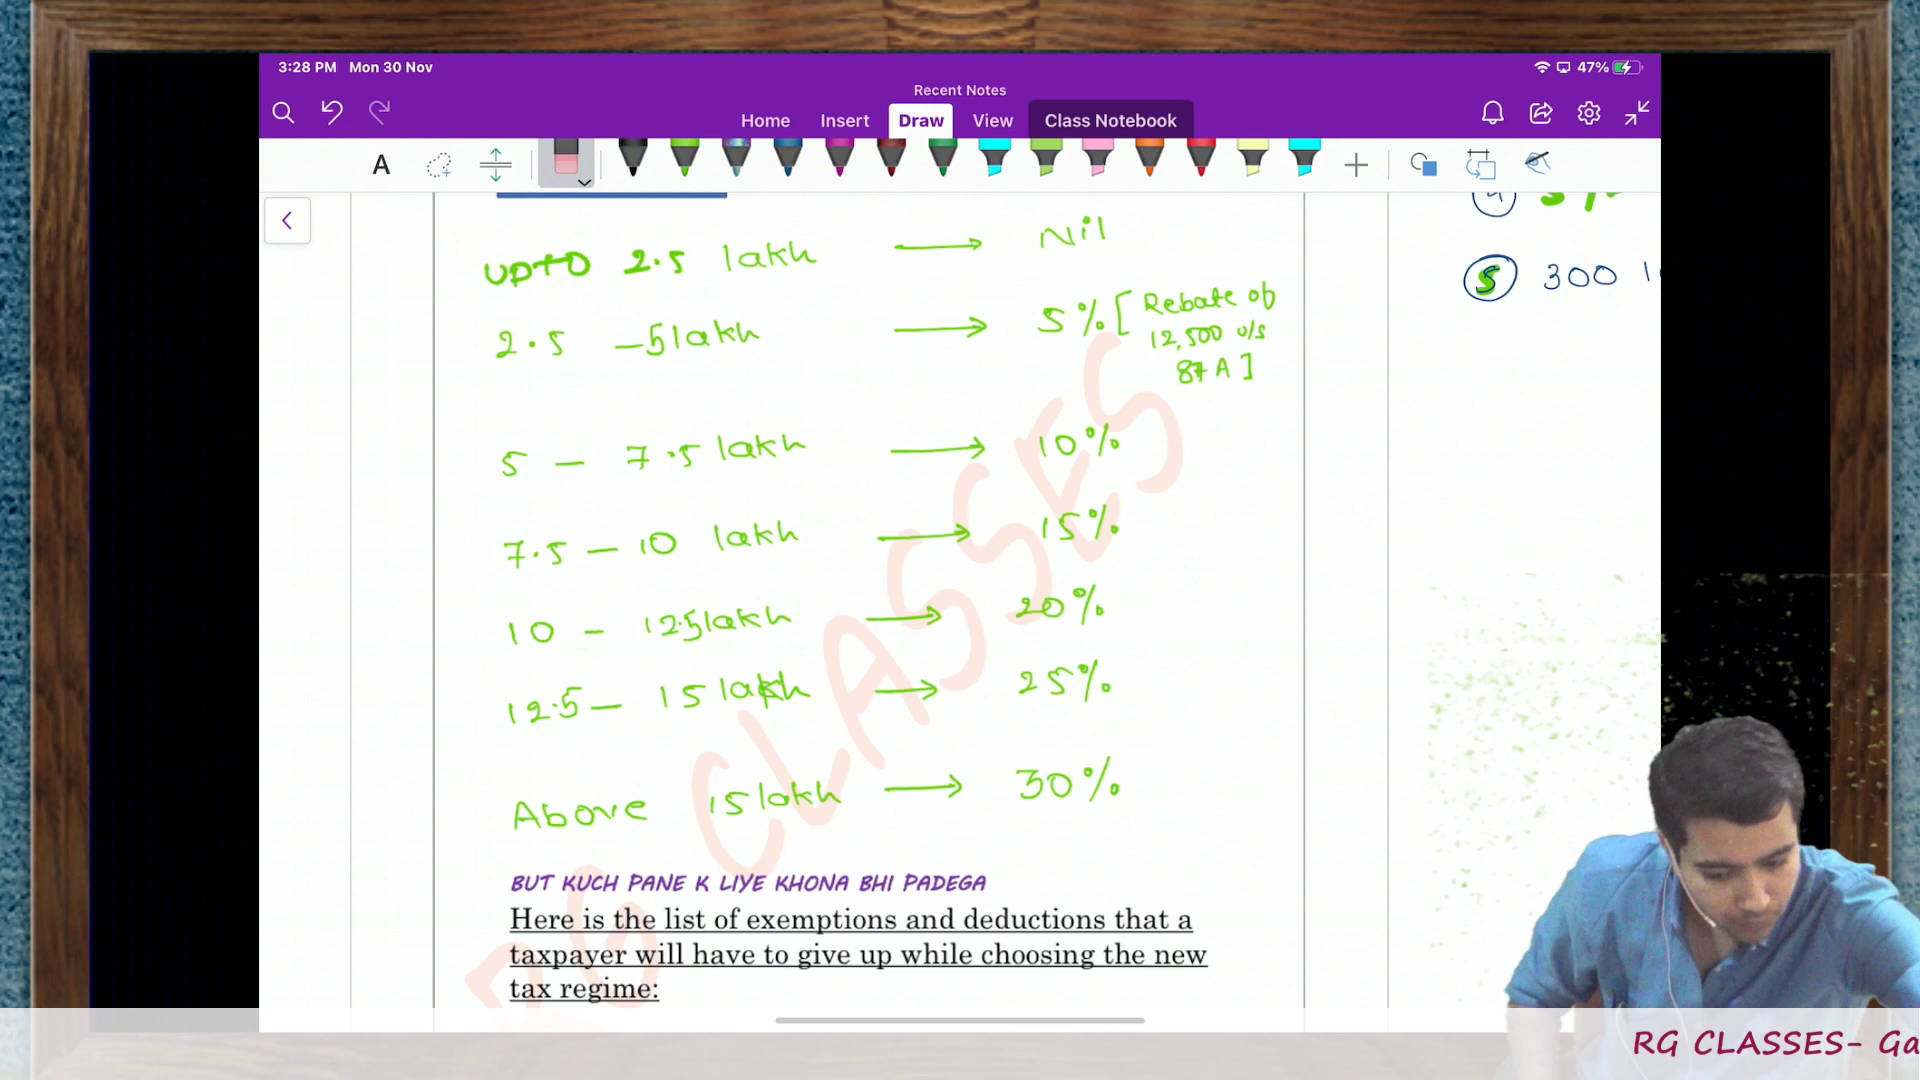 3:28 PM Mon 30 Nov
47%
Recent Notes
Home Insert Draw View Class Notebook
A
UPTO 2.5 lakh → Nil
2.5 – 5 lakh → 5% [ Rebate of
12,500 u/s
87A ]
5 – 7.5 lakh → 10%
7.5 – 10 lakh → 15%
10 – 12.5 lakh → 20%
12.5 – 15 lakh → 25%
Above 15 lakh → 30%
BUT KUCH PANE K LIYE KHONA BHI PADEGA
Here is the list of exemptions and deductions that a
taxpayer will have to give up while choosing the new
tax regime:
5 300
RG CLASSES
RG CLASSES- Ga